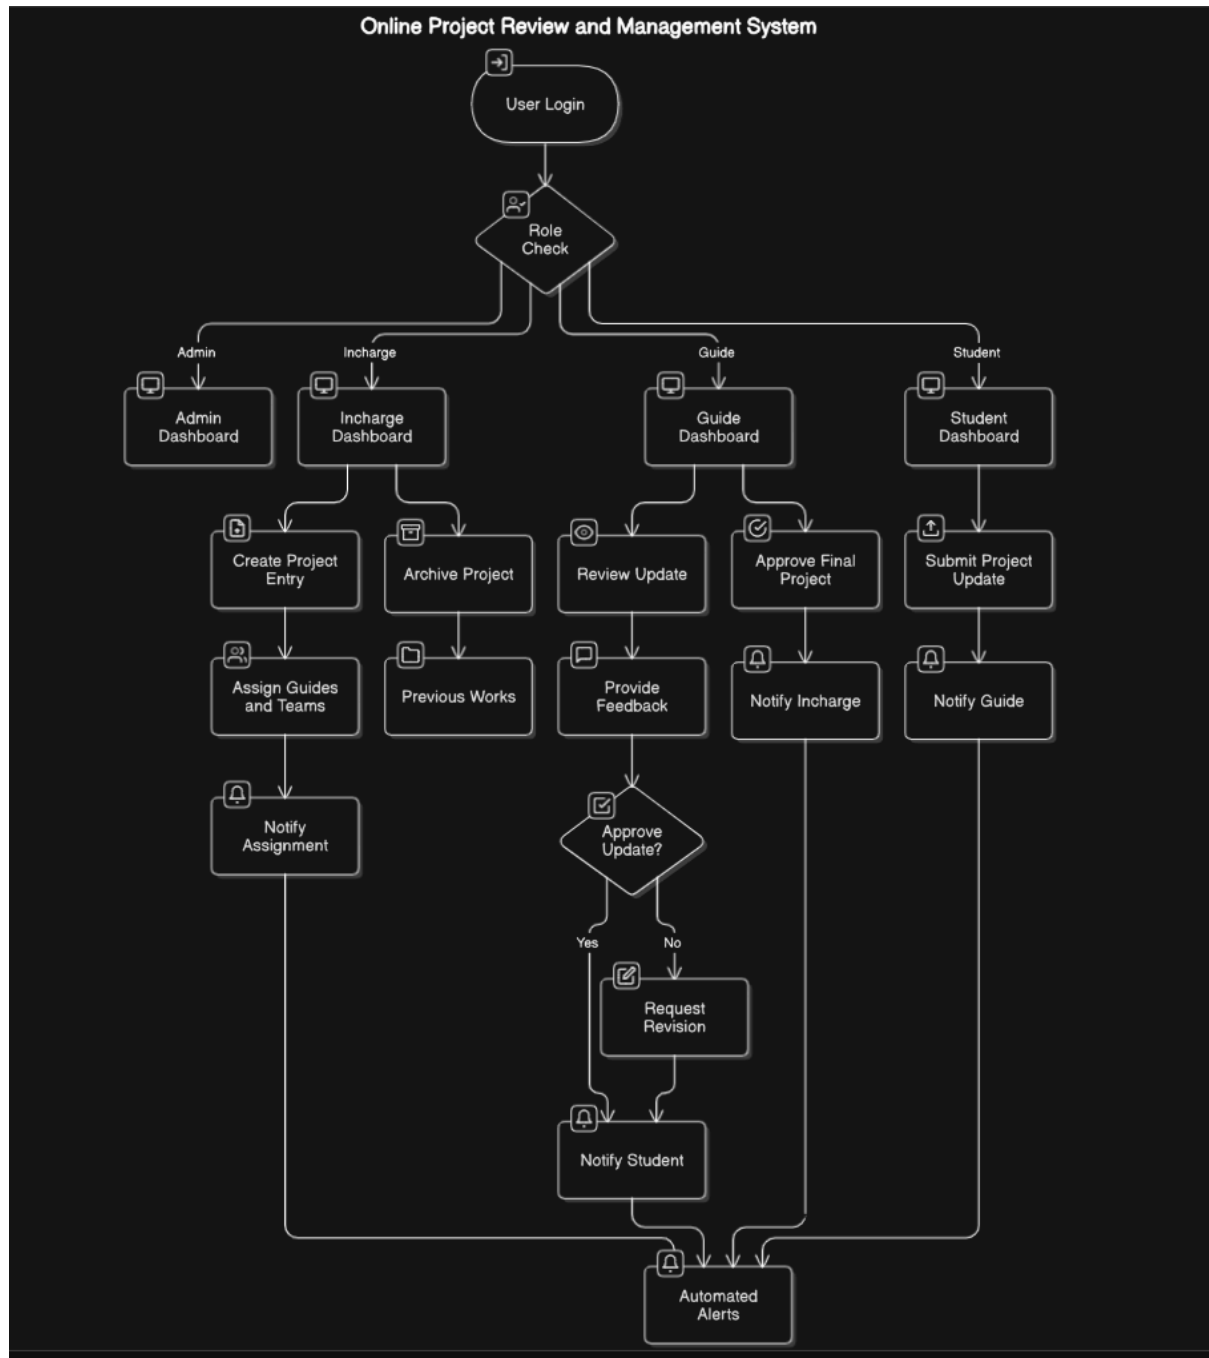 Online Project Review and Management System
User Login
Role
Check
Admin
Incharge
Guide
Student
Admin
Dashboard
Incharge
Dashboard
Guide
Dashboard
Student
Dashboard
Create Project
Entry
Archive Project
Review Update
Approve Final
Project
Submit Project
Update
Assign Guides
and Teams
Previous Works
Provide
Feedback
Notify Incharge
Notify Guide
Notify
Assignment
Approve
Update?
Yes
No
Request
Revision
Notify Student
Automated
Alerts